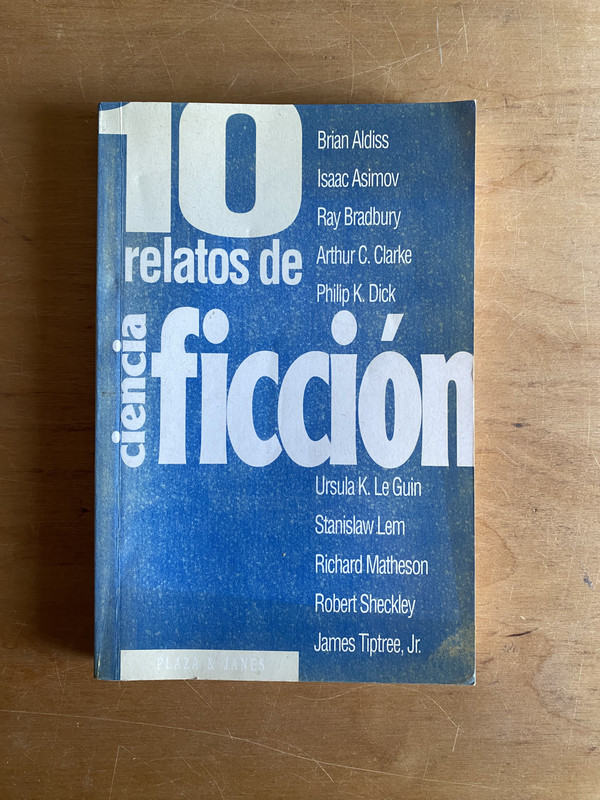 10
relatos de
ciencia
ficción
Brian Aldiss
Isaac Asimov
Ray Bradbury
Arthur C. Clarke
Philip K. Dick
Ursula K. Le Guin
Stanislaw Lem
Richard Matheson
Robert Sheckley
James Tiptree, Jr.
PLAZA & JANES